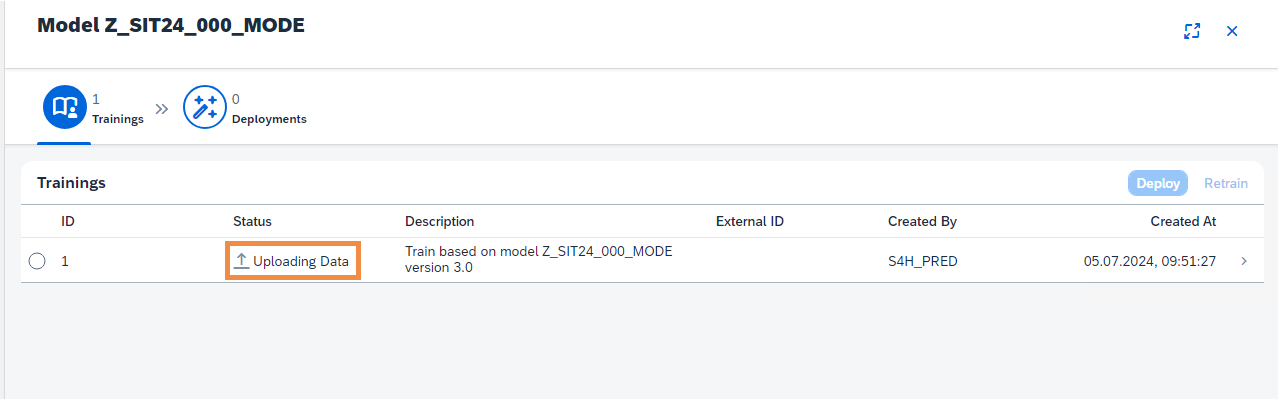 Model Z_SIT24_000_MODE
1
Trainings
0
Deployments
Trainings
Deploy
Retrain
ID
Status
Description
External ID
Created By
Created At
1
Uploading Data
Train based on model Z_SIT24_000_MODE
version 3.0
S4H_PRED
05.07.2024, 09:51:27